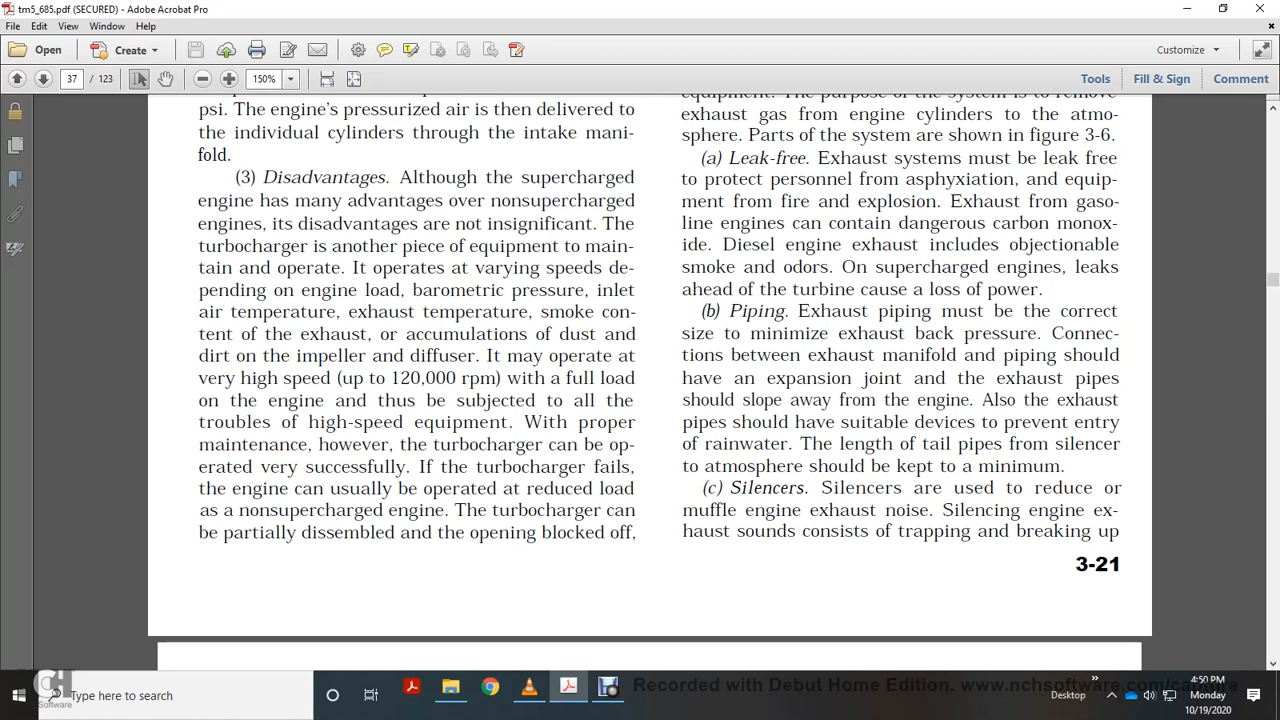 tm5_685.pdf (SECURED) - Adobe Acrobat Pro
File Edit View Window Help
Open Create Customize
37 / 123 150% Tools Fill & Sign Comment
psi. The engine's pressurized air is then delivered to
the individual cylinders through the intake mani-
fold.
(3) Disadvantages. Although the supercharged
engine has many advantages over nonsupercharged
engines, its disadvantages are not insignificant. The
turbocharger is another piece of equipment to main-
tain and operate. It operates at varying speeds de-
pending on engine load, barometric pressure, inlet
air temperature, exhaust temperature, smoke con-
tent of the exhaust, or accumulations of dust and
dirt on the impeller and diffuser. It may operate at
very high speed (up to 120,000 rpm) with a full load
on the engine and thus be subjected to all the
troubles of high-speed equipment. With proper
maintenance, however, the turbocharger can be op-
erated very successfully. If the turbocharger fails,
the engine can usually be operated at reduced load
as a nonsupercharged engine. The turbocharger can
be partially dissembled and the opening blocked off,
equipment. The purpose of the system is to remove
exhaust gas from engine cylinders to the atmo-
sphere. Parts of the system are shown in figure 3-6.
(a) Leak-free. Exhaust systems must be leak free
to protect personnel from asphyxiation, and equip-
ment from fire and explosion. Exhaust from gaso-
line engines can contain dangerous carbon monox-
ide. Diesel engine exhaust includes objectionable
smoke and odors. On supercharged engines, leaks
ahead of the turbine cause a loss of power.
(b) Piping. Exhaust piping must be the correct
size to minimize exhaust back pressure. Connec-
tions between exhaust manifold and piping should
have an expansion joint and the exhaust pipes
should slope away from the engine. Also the exhaust
pipes should have suitable devices to prevent entry
of rainwater. The length of tail pipes from silencer
to atmosphere should be kept to a minimum.
(c) Silencers. Silencers are used to reduce or
muffle engine exhaust noise. Silencing engine ex-
haust sounds consists of trapping and breaking up
3-21
Type here to search
Recorded with Debut Home Edition. www.nchsoftware.com/capture
NCH Software
Desktop
4:50 PM
Monday
10/19/2020